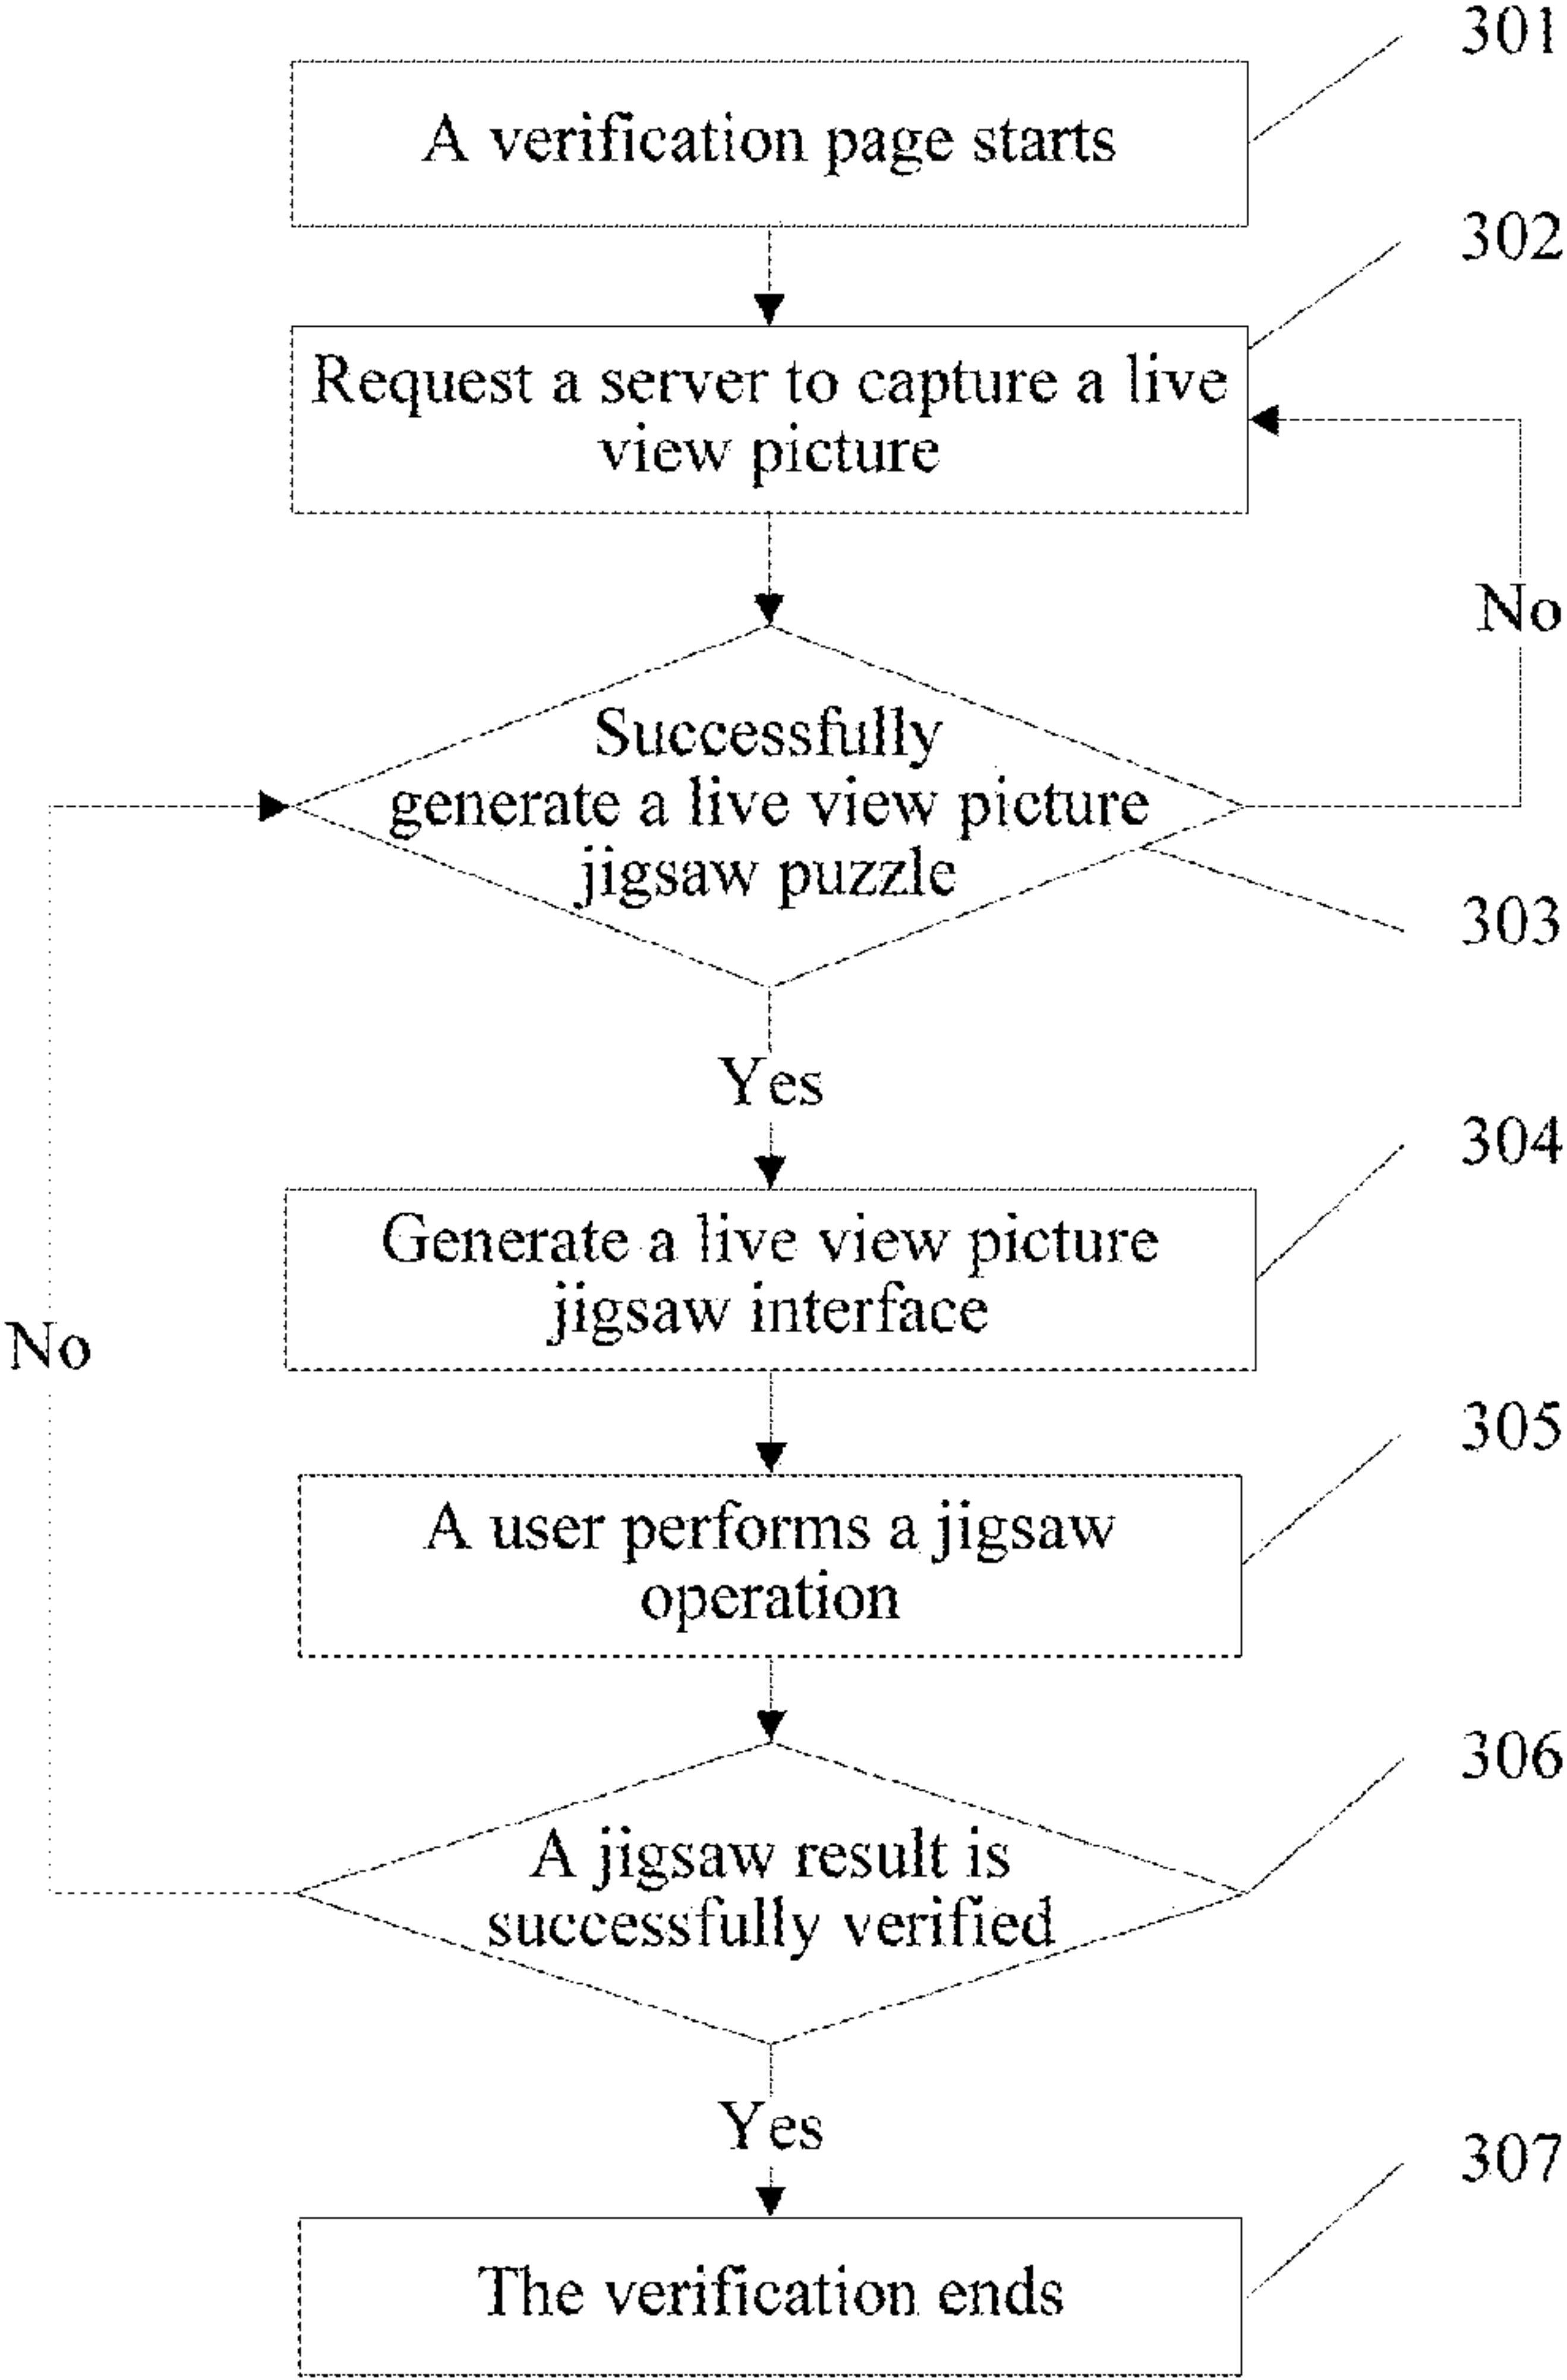 301
A verification page starts
302
Request a server to capture a live
view picture
No
Successfully
generate a live view picture
jigsaw puzzle
303
Yes
304
Generate a live view picture
jigsaw interface
No
305
A user performs a jigsaw
operation
306
A jigsaw result is
successfully verified
Yes
307
The verification ends